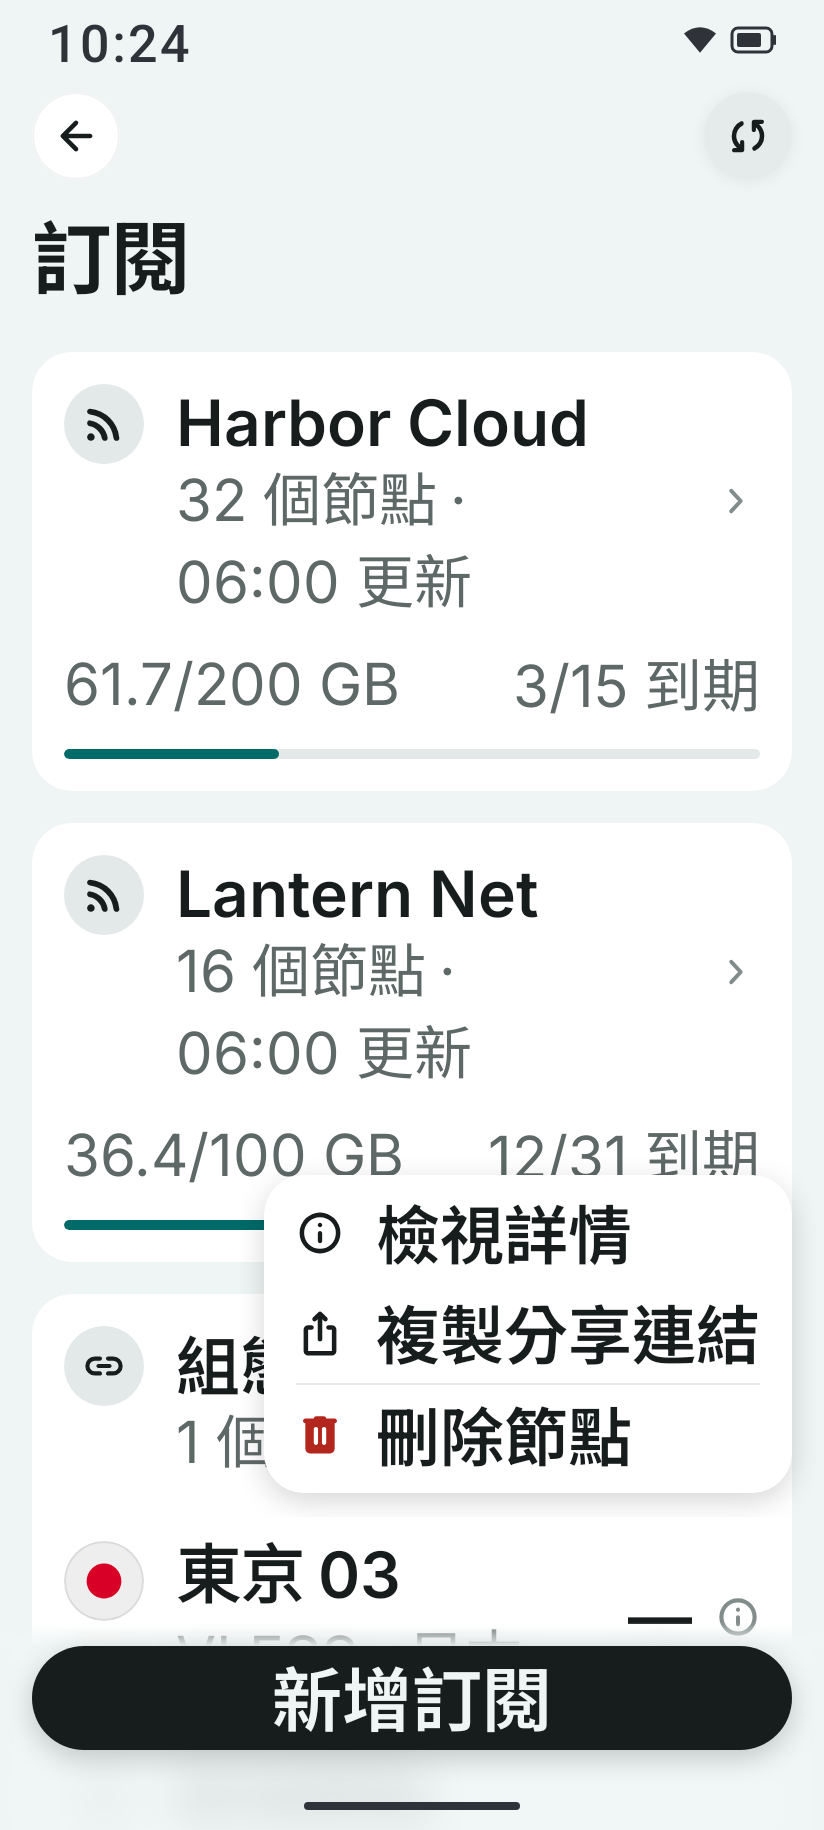 10:24
訂閱
Harbor Cloud
32 個節點 ·
06:00 更新
61.7/200 GB
3/15 到期
Lantern Net
16 個節點 ·
06:00 更新
36.4/100 GB
12/31 到期
檢視詳情
複製分享連結
刪除節點
組
1 個
東京 03
新增訂閱